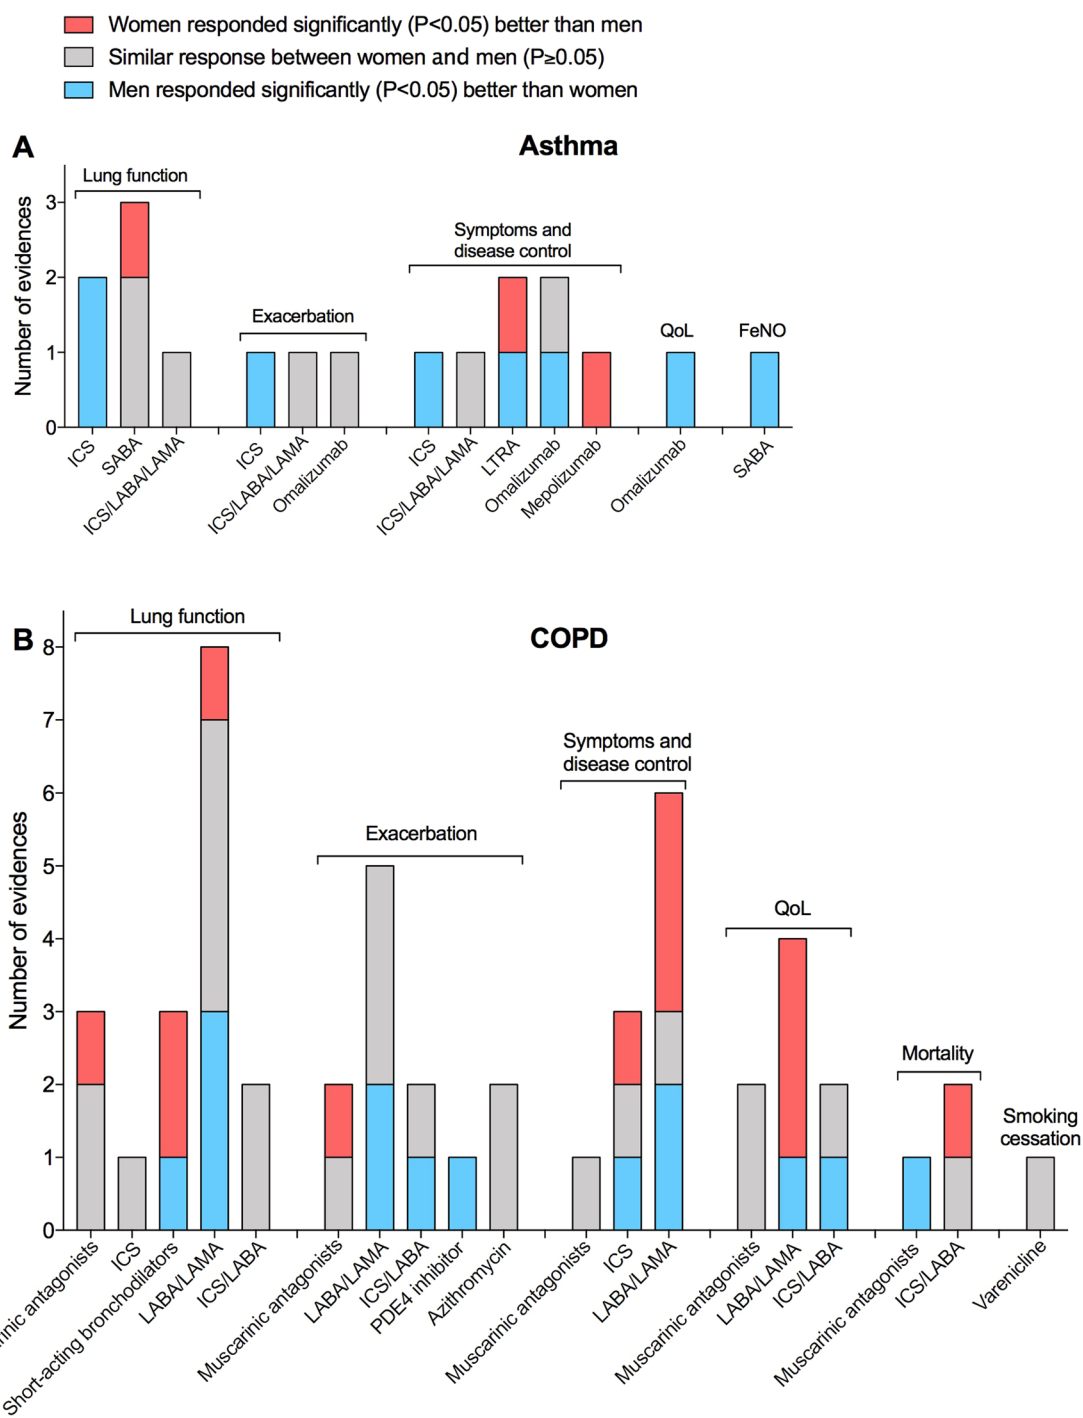 Women responded significantly (P<0.05) better than men
Similar response between women and men (P≥0.05)
Men responded significantly (P<0.05) better than women
A
Asthma
Lung function
Symptoms and
disease control
Exacerbation
QoL
FeNO
Number of evidences
3
2
1
0
ICS
SABA
ICS/LABA/LAMA
ICS
ICS/LABA/LAMA
Omalizumab
ICS
ICS/LABA/LAMA
LTRA
Omalizumab
Mepolizumab
Omalizumab
SABA
B
COPD
Lung function
Symptoms and
disease control
Exacerbation
QoL
Mortality
Smoking
cessation
Number of evidences
8
7
6
5
4
3
2
1
0
rinic antagonists
ICS
Short-acting bronchodilators
LABA/LAMA
ICS/LABA
Muscarinic antagonists
LABA/LAMA
ICS/LABA
PDE4 inhibitor
Azithromycin
Muscarinic antagonists
ICS
LABA/LAMA
Muscarinic antagonists
LABA/LAMA
ICS/LABA
Muscarinic antagonists
ICS/LABA
Varenicline